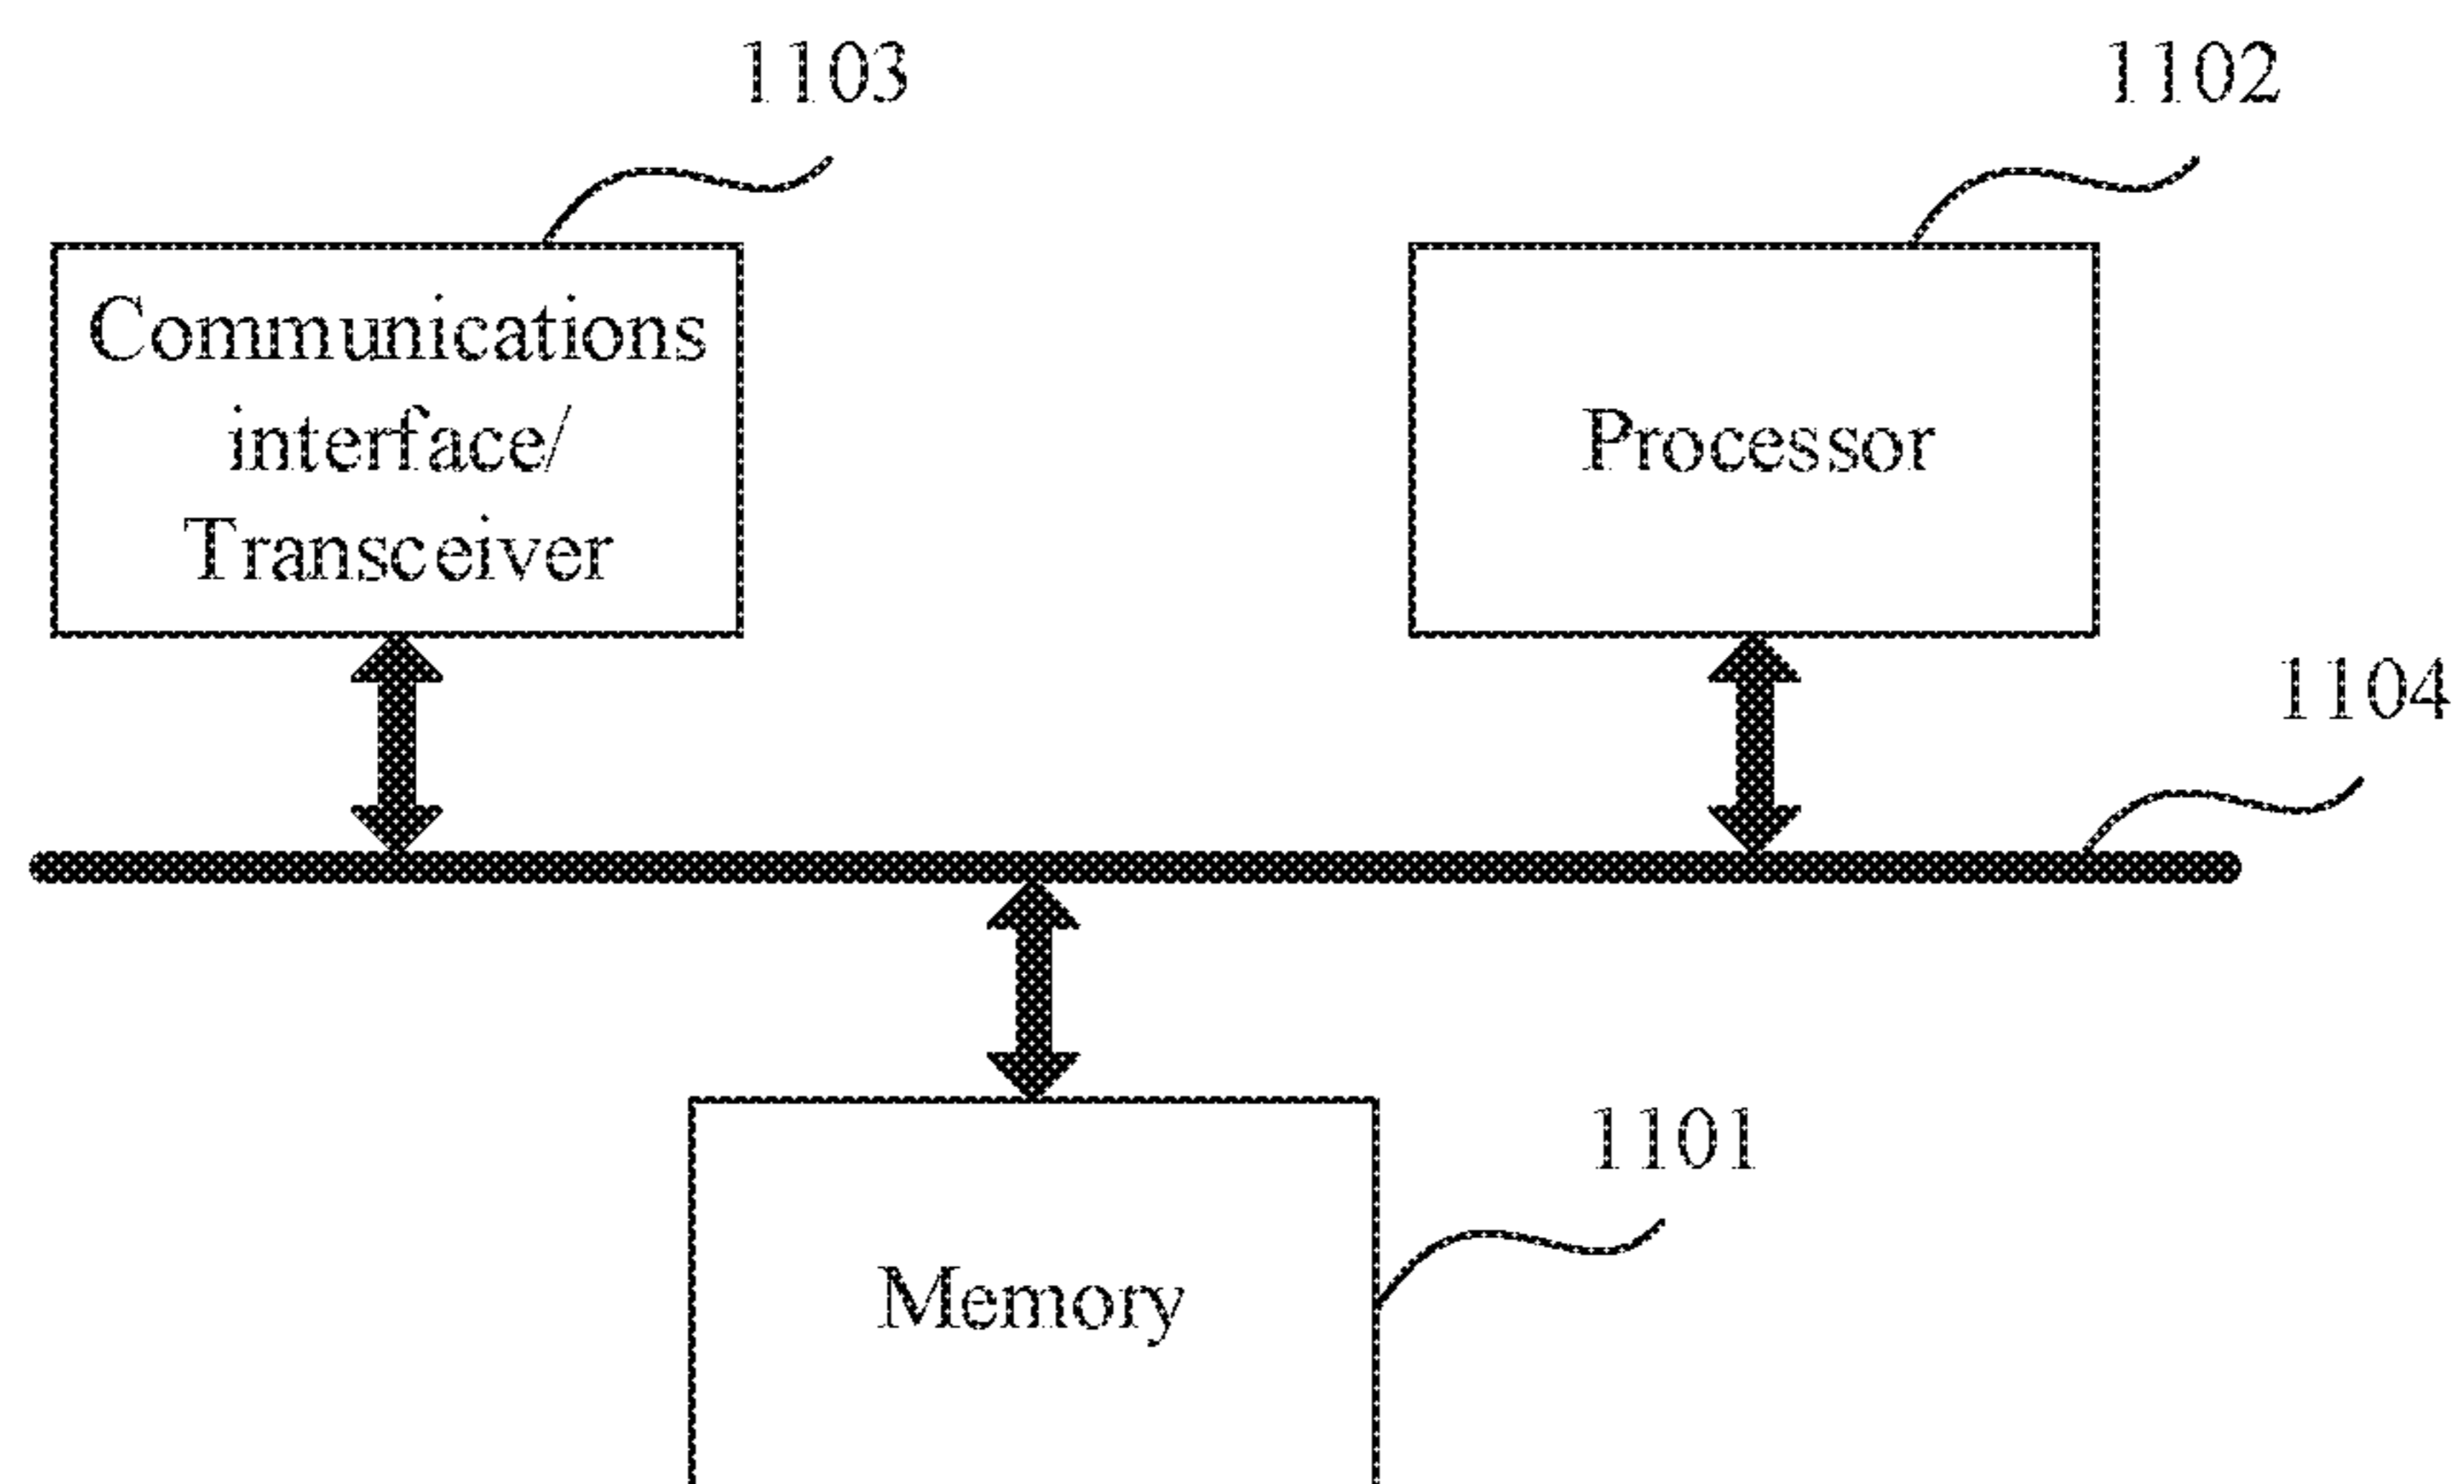 1103
1102
Communications
interface/
Transceiver
Processor
1104
1101
Memory